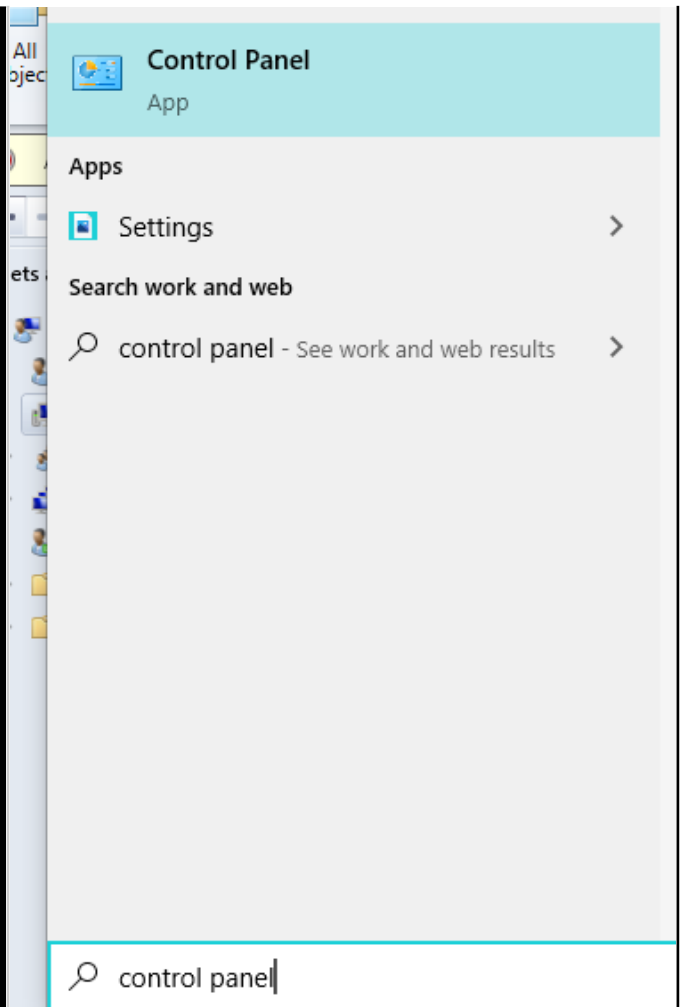 All
Control Panel
App
Apps
Settings
ets
Search work and web
control panel - See work and web results
control panel